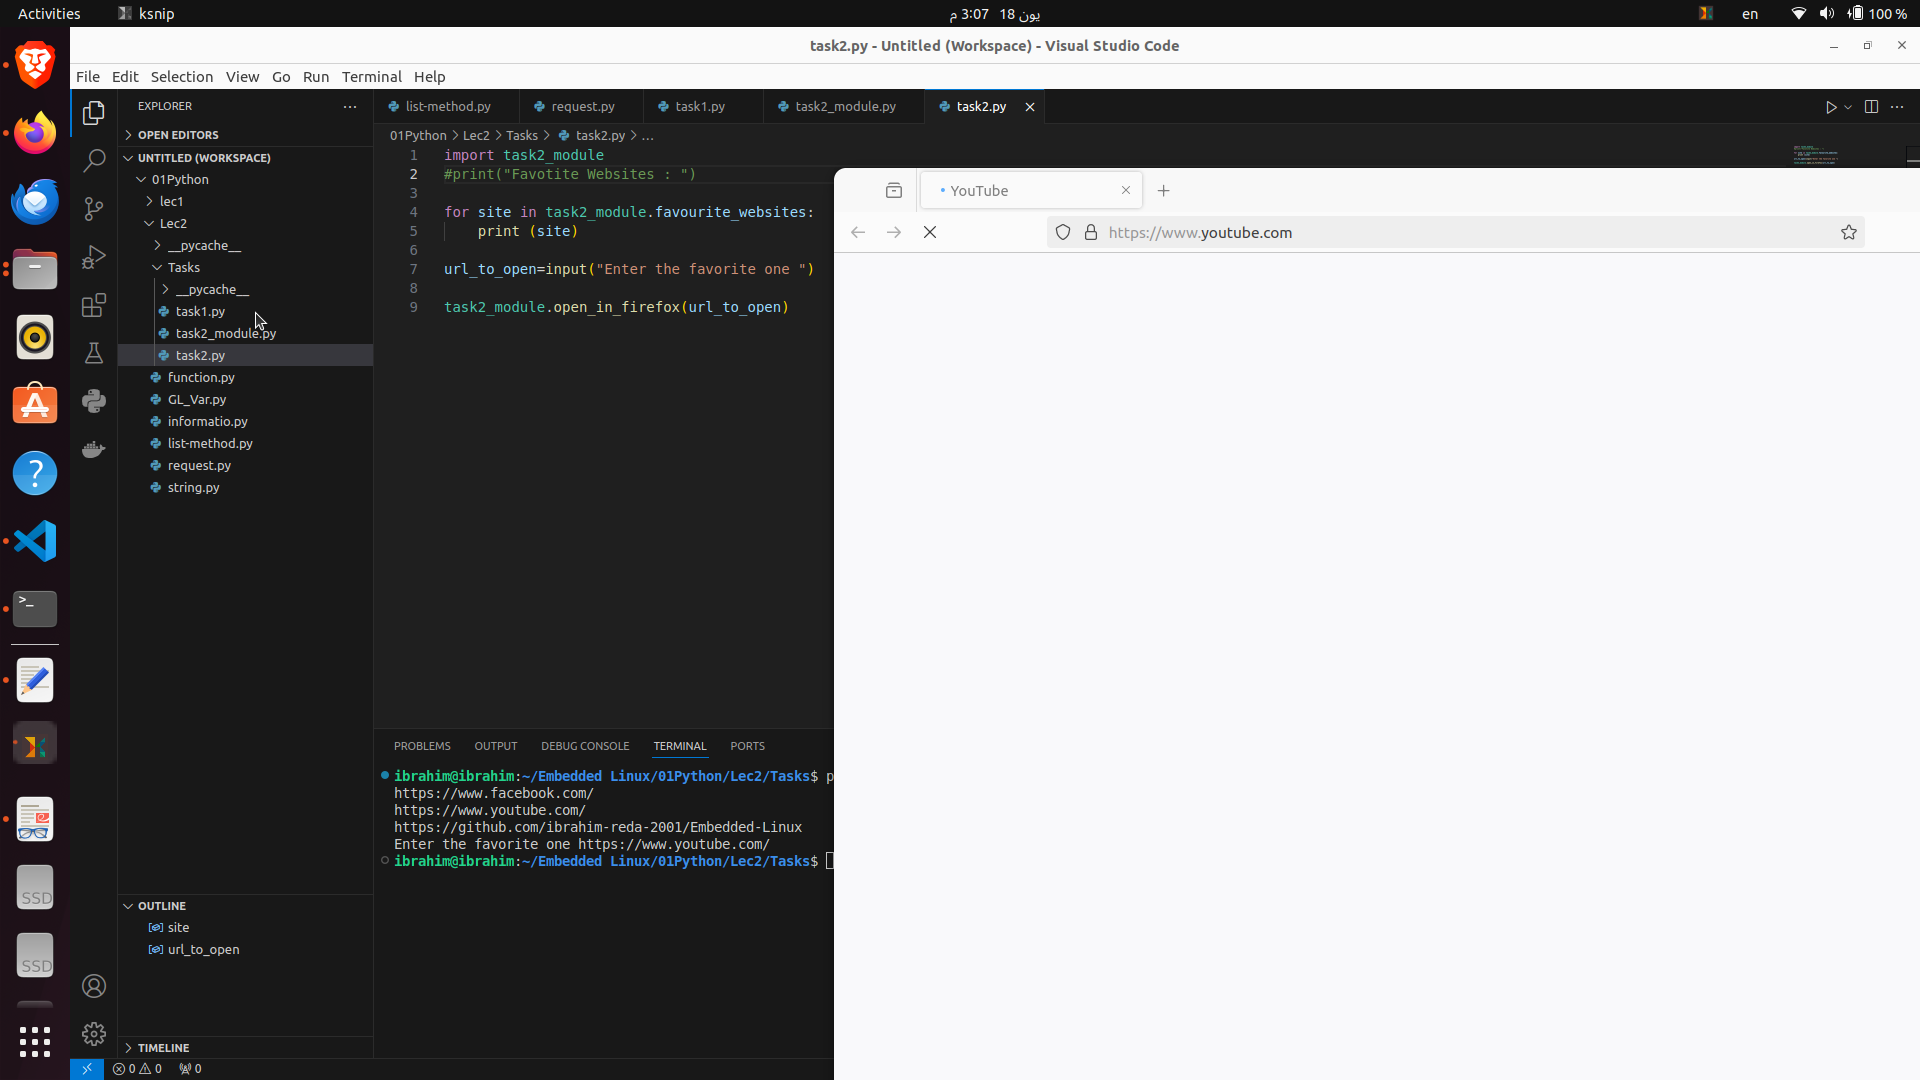 Activities ksnip يون 18 3:07 م en 100 %
task2.py - Untitled (Workspace) - Visual Studio Code
File Edit Selection View Go Run Terminal Help
EXPLORER
OPEN EDITORS
UNTITLED (WORKSPACE)
01Python
lec1
Lec2
__pycache__
Tasks
__pycache__
task1.py
task2_module.py
task2.py
function.py
GL_Var.py
informatio.py
list-method.py
request.py
string.py
OUTLINE
site
url_to_open
TIMELINE
list-method.py request.py task1.py task2_module.py task2.py
01Python > Lec2 > Tasks > task2.py > ...
1 import task2_module
2 #print("Favotite Websites : ")
3
4 for site in task2_module.favourite_websites:
5 print (site)
6
7 url_to_open=input("Enter the favorite one ")
8
9 task2_module.open_in_firefox(url_to_open)
YouTube
https://www.youtube.com
PROBLEMS OUTPUT DEBUG CONSOLE TERMINAL PORTS
ibrahim@ibrahim:~/Embedded Linux/01Python/Lec2/Tasks$ p
https://www.facebook.com/
https://www.youtube.com/
https://github.com/ibrahim-reda-2001/Embedded-Linux
Enter the favorite one https://www.youtube.com/
ibrahim@ibrahim:~/Embedded Linux/01Python/Lec2/Tasks$
SSD
SSD
0 0 0